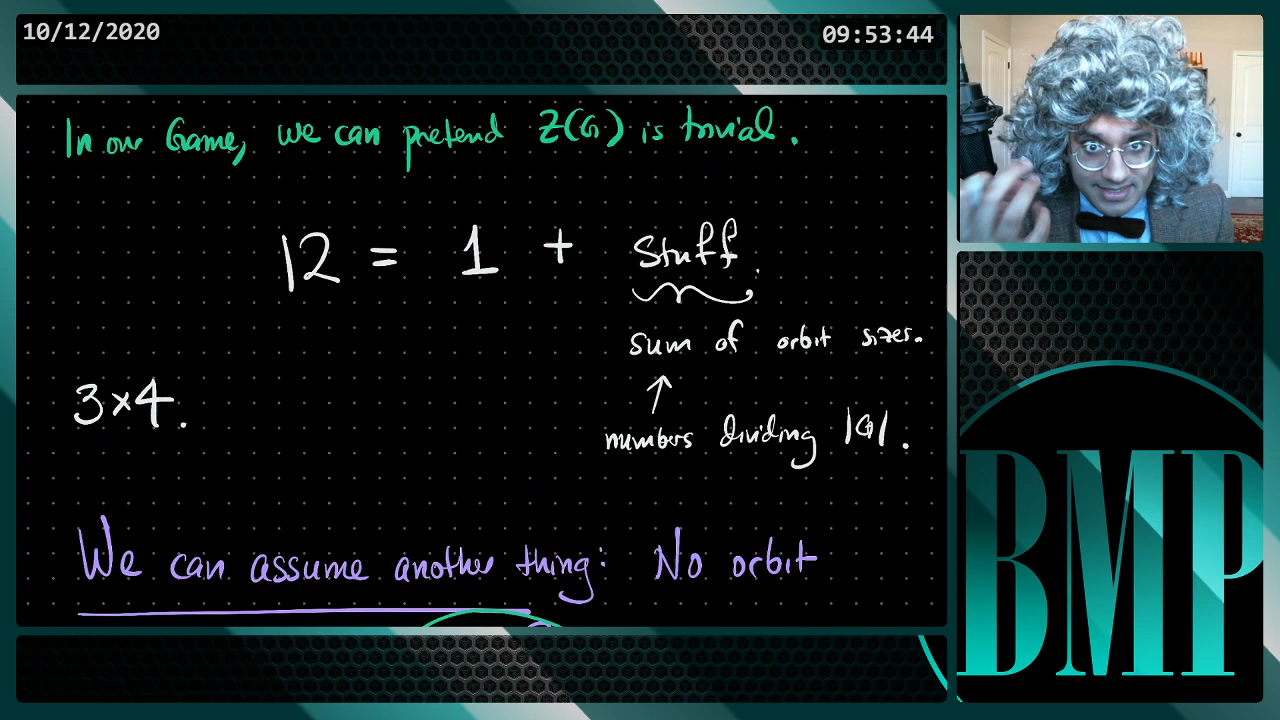 10/12/2020
09:53:44
In our Game, we can pretend Z(G) is trivial.
12 = 1 + Stuff.
sum of orbit sizes.
3×4.
numbers dividing |G|.
We can assume another thing: No orbit
BMP